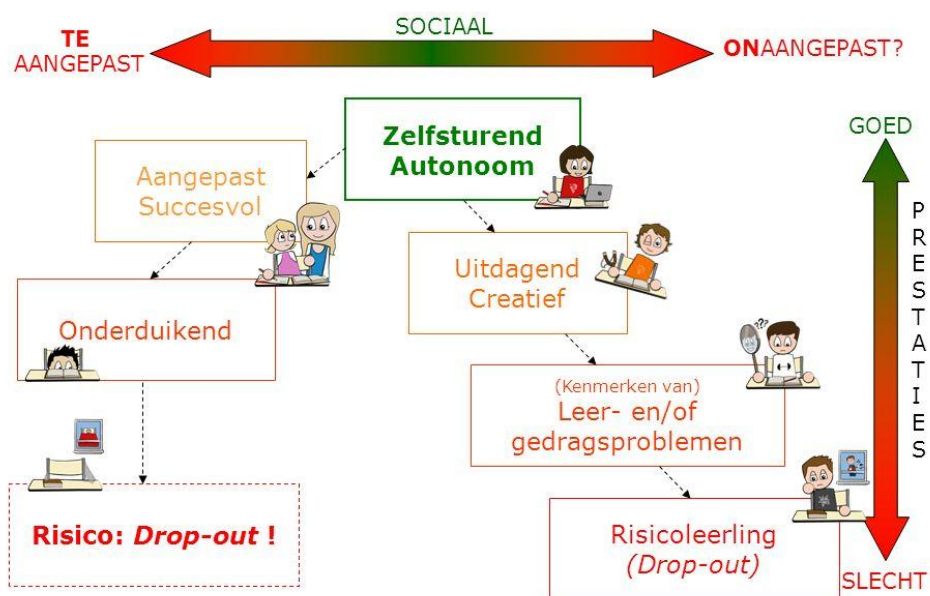 SOCIAAL
TE
AANGEPAST
ONAANGEPAST?
GOED
Zelfsturend
Autonoom
Aangepast
Succesvol
Uitdagend
Creatief
Onderduikend
???
(Kenmerken van)
Leer- en/of
gedragsproblemen
PRESTATIES
Risico: Drop-out !
Risicoleerling
(Drop-out)
SLECHT